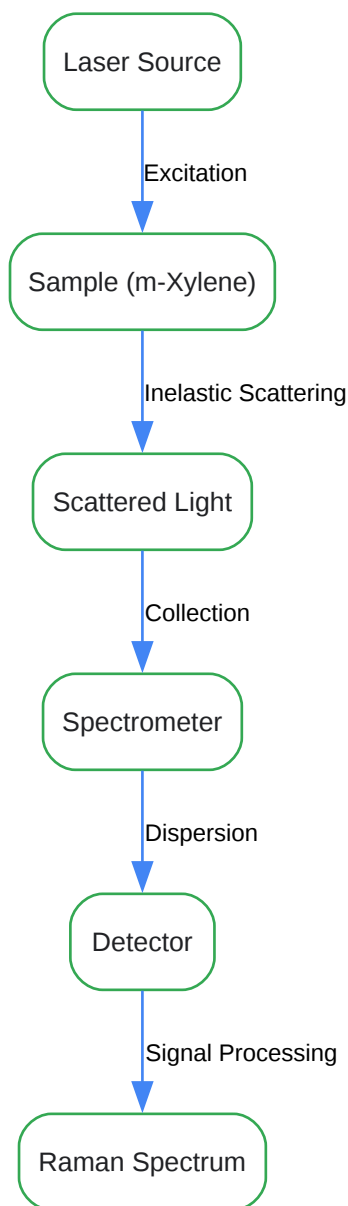 Laser Source
Excitation
Sample (m-Xylene)
Inelastic Scattering
Scattered Light
Collection
Spectrometer
Dispersion
Detector
Signal Processing
Raman Spectrum